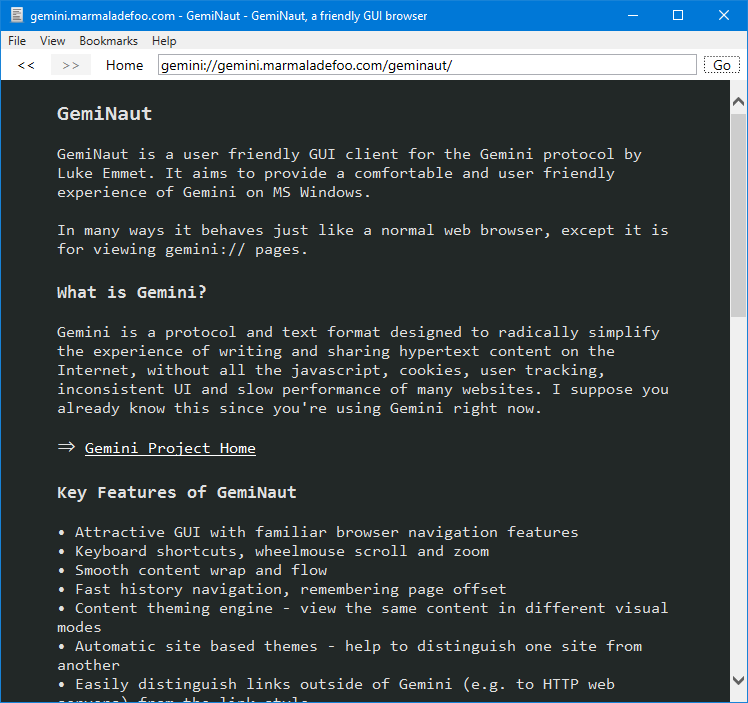 gemini.marmaladefoo.com - GemiNaut - GemiNaut, a friendly GUI browser
File View Bookmarks Help
<< >> Home gemini://gemini.marmaladefoo.com/geminaut/ Go
GemiNaut
GemiNaut is a user friendly GUI client for the Gemini protocol by
Luke Emmet. It aims to provide a comfortable and user friendly
experience of Gemini on MS Windows.
In many ways it behaves just like a normal web browser, except it is
for viewing gemini:// pages.
What is Gemini?
Gemini is a protocol and text format designed to radically simplify
the experience of writing and sharing hypertext content on the
Internet, without all the javascript, cookies, user tracking,
inconsistent UI and slow performance of many websites. I suppose you
already know this since you're using Gemini right now.
⇒ Gemini Project Home
Key Features of GemiNaut
• Attractive GUI with familiar browser navigation features
• Keyboard shortcuts, wheelmouse scroll and zoom
• Smooth content wrap and flow
• Fast history navigation, remembering page offset
• Content theming engine - view the same content in different visual
modes
• Automatic site based themes - help to distinguish one site from
another
• Easily distinguish links outside of Gemini (e.g. to HTTP web
servers) from the link style